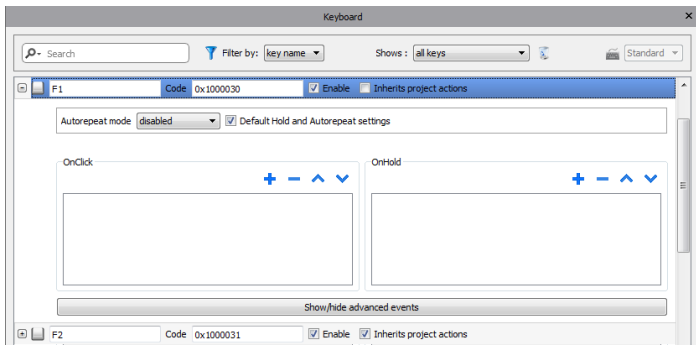 Keyboard
Search Filter by: key name Shows : all keys Standard
F1 Code 0x1000030 Enable Inherits project actions
Autorepeat mode disabled Default Hold and Autorepeat settings
OnClick OnHold
Show/hide advanced events
F2 Code 0x1000031 Enable Inherits project actions